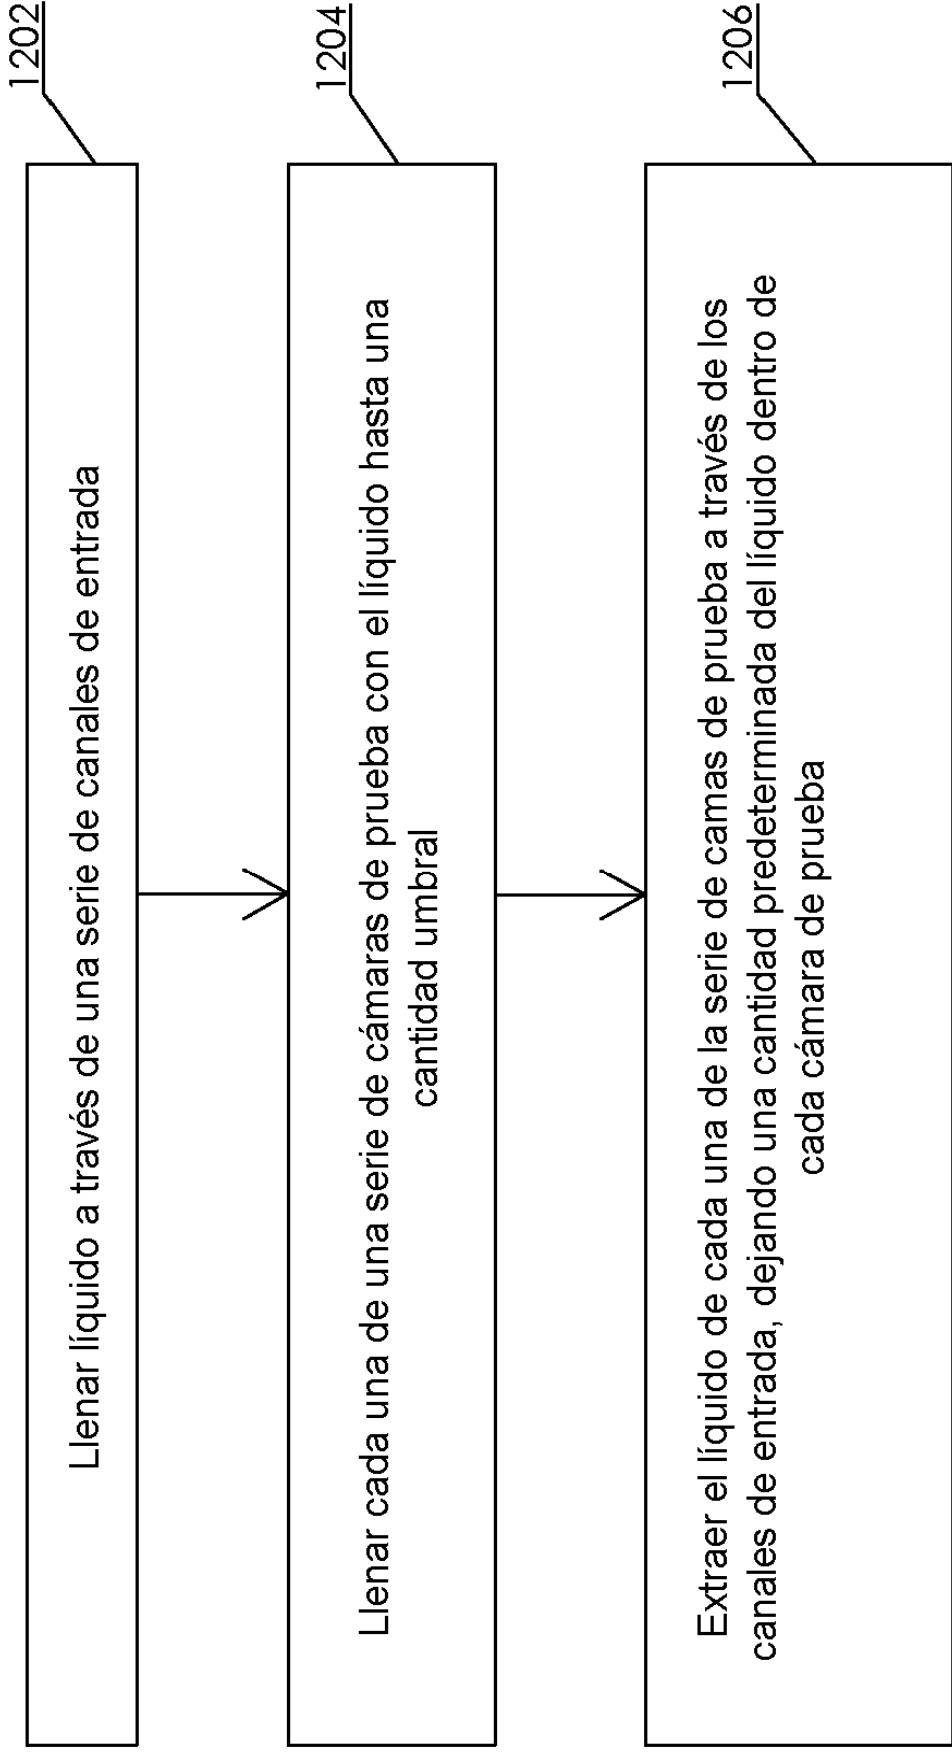 1202
Llenar líquido a través de una serie de canales de entrada
1204
Llenar cada una de una serie de cámaras de prueba con el líquido hasta una
cantidad umbral
1206
Extraer el líquido de cada una de la serie de camas de prueba a través de los
canales de entrada, dejando una cantidad predeterminada del líquido dentro de
cada cámara de prueba